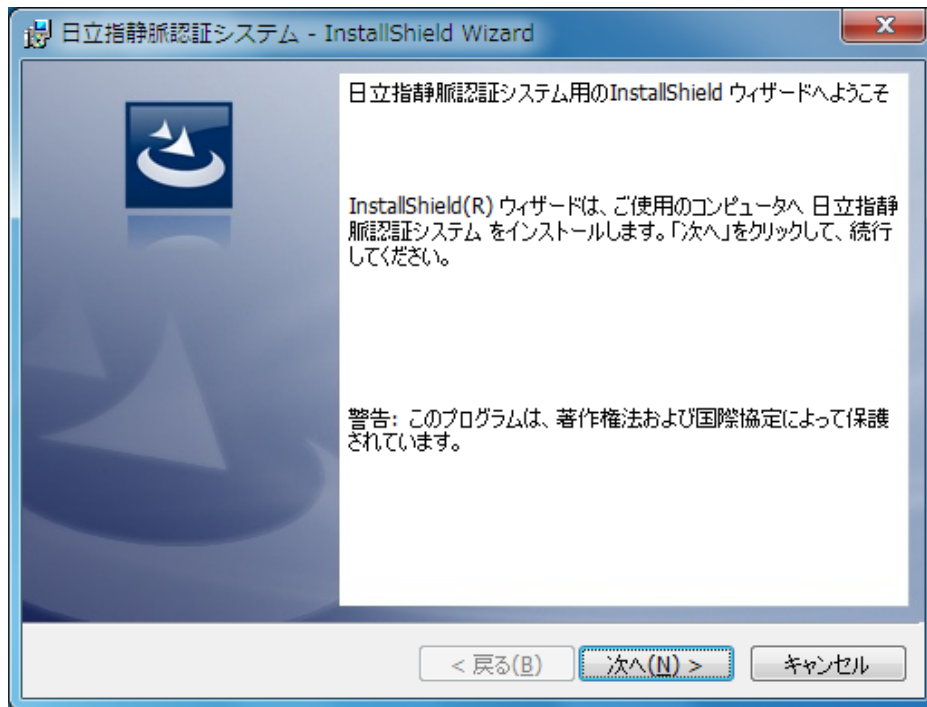 日立指静脈認証システム - InstallShield Wizard
日立指静脈認証システム用のInstallShield ウィザードへようこそ
InstallShield(R) ウィザードは、ご使用のコンピュータへ 日立指静
脈認証システム をインストールします。「次へ」をクリックして、続行
してください。
警告: このプログラムは、著作権法および国際協定によって保護
されています。
< 戻る(B)
次へ(N) >
キャンセル